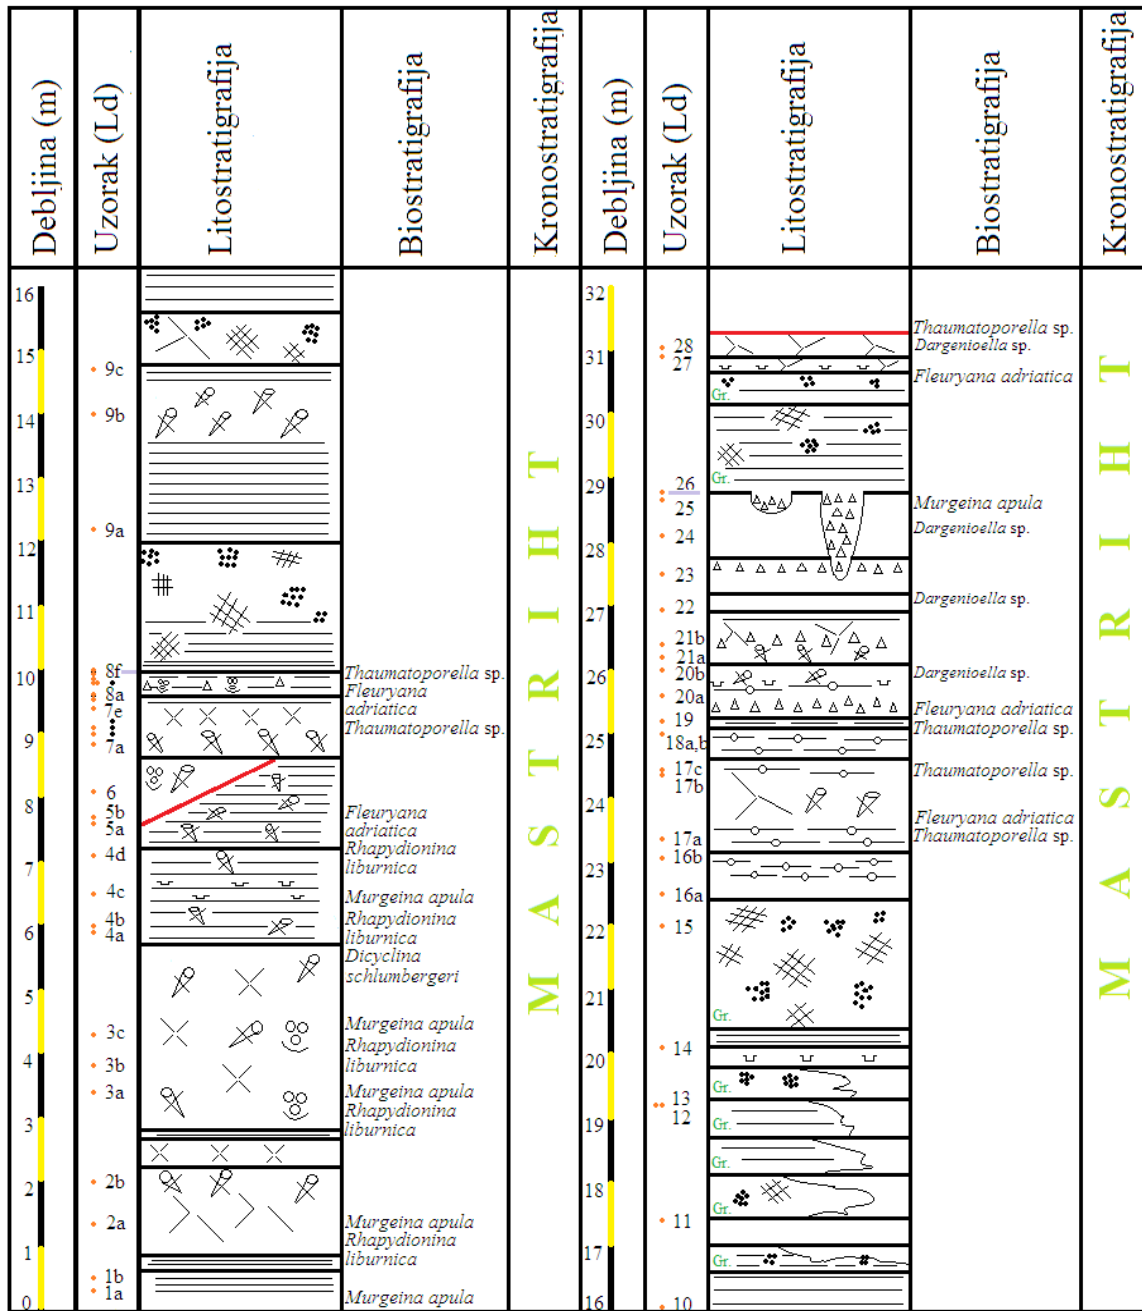 Debljina (m)
Uzorak (Ld)
Litostratigrafija
Biostratigrafija
Kronostratigrafija
Debljina (m)
Uzorak (Ld)
Litostratigrafija
Biostratigrafija
Kronostratigrafija
16
15
14
13
12
11
10
9
8
7
6
5
4
3
2
1
0
9c
9b
9a
8f
8a
7e
7a
6
5b
5a
4d
4c
4b
4a
3c
3b
3a
2b
2a
1b
1a
Thaumatoporella sp.
Fleuryana
adriatica
Thaumatoporella sp.
Fleuryana
adriatica
Rhapydionina
liburnica
Murgeina apula
Rhapydionina
liburnica
Dicyclina
schlumbergeri
Murgeina apula
Rhapydionina
liburnica
Murgeina apula
Rhapydionina
liburnica
Murgeina apula
Rhapydionina
liburnica
Murgeina apula
MASTRIHT
32
31
30
29
28
27
26
25
24
23
22
21
20
19
18
17
16
28
27
26
25
24
23
22
21b
21a
20b
20a
19
18a,b
17c
17b
17a
16b
16a
15
14
13
12
11
10
Gr.
Gr.
Gr.
Gr.
Gr.
Gr.
Gr.
Gr.
Thaumatoporella sp.
Dargenioella sp.
Fleuryana adriatica
Murgeina apula
Dargenioella sp.
Dargenioella sp.
Dargenioella sp.
Fleuryana adriatica
Thaumatoporella sp.
Thaumatoporella sp.
Fleuryana adriatica
Thaumatoporella sp.
MASTRIHT